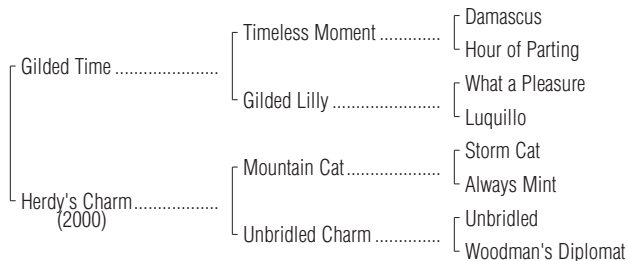 Damascus
Timeless Moment .............
Hour of Parting
Gilded Time ......................
What a Pleasure
Gilded Lilly .......................
Luquillo
Storm Cat
Mountain Cat....................
Always Mint
Herdy's Charm..................
(2000)
Unbridled
Unbridled Charm ..............
Woodman's Diplomat